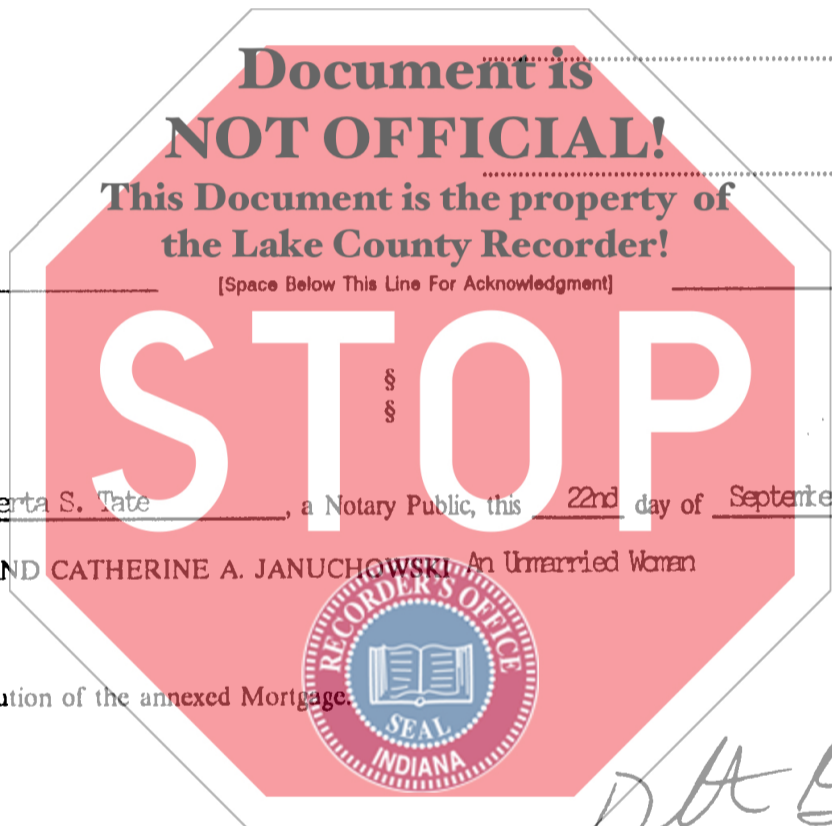 Document is
NOT OFFICIAL!
This Document is the property of
the Lake County Recorder!
[Space Below This Line For Acknowledgment]
STOP
§
§
erta S. Tate, a Notary Public, this 22nd day of Septembe
ND CATHERINE A. JANUCHOWSKI An Unmarried Woman
ution of the annexed Mortgage.
RECORDER'S OFFICE
SEAL
INDIANA